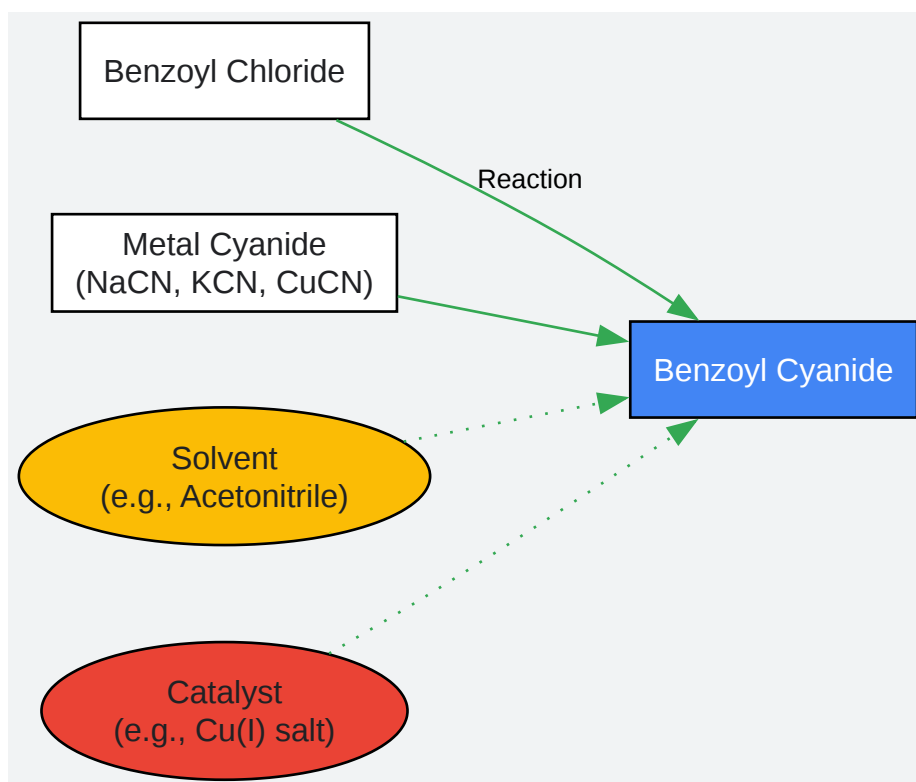 Benzoyl Chloride
Reaction
Metal Cyanide
(NaCN, KCN, CuCN)
Benzoyl Cyanide
Solvent
(e.g., Acetonitrile)
Catalyst
(e.g., Cu(I) salt)